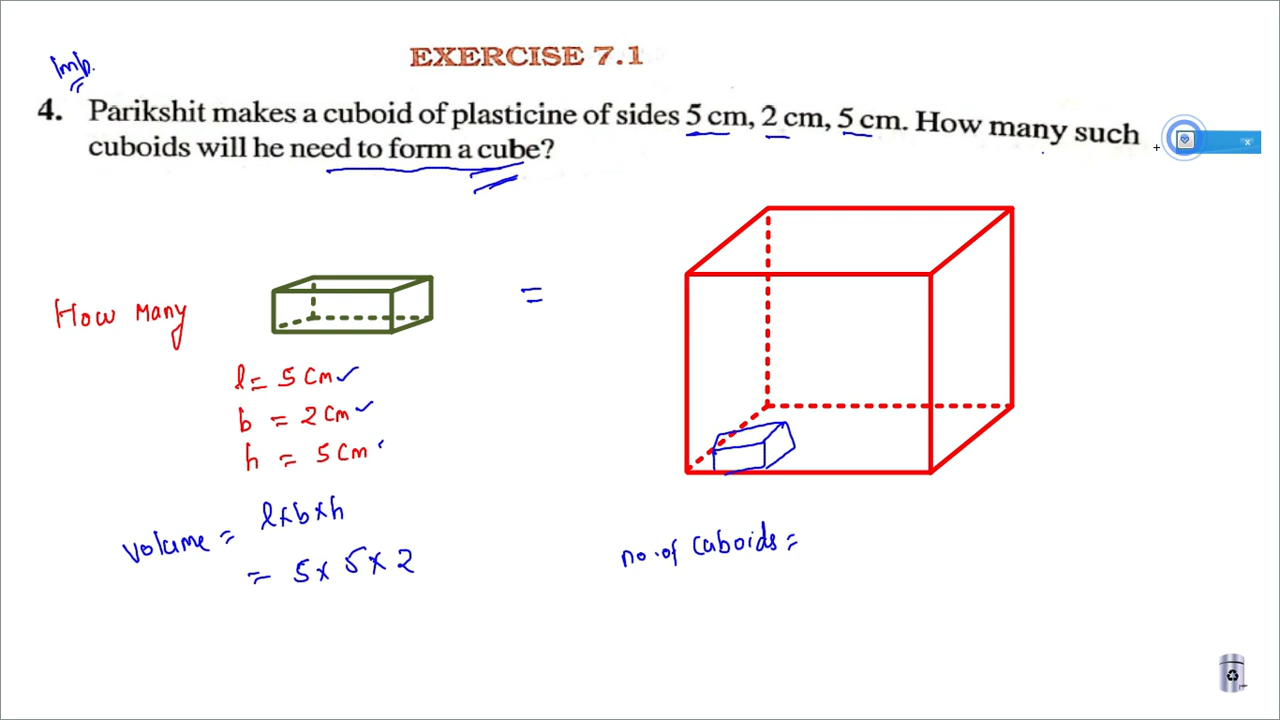 EXERCISE 7.1
Imp.
4. Parikshit makes a cuboid of plasticine of sides 5 cm, 2 cm, 5 cm. How many such
cuboids will he need to form a cube?
How Many
=
l = 5 cm
b = 2 cm
h = 5 cm
volume = l×b×h
= 5 × 5 × 2
no. of cuboids =